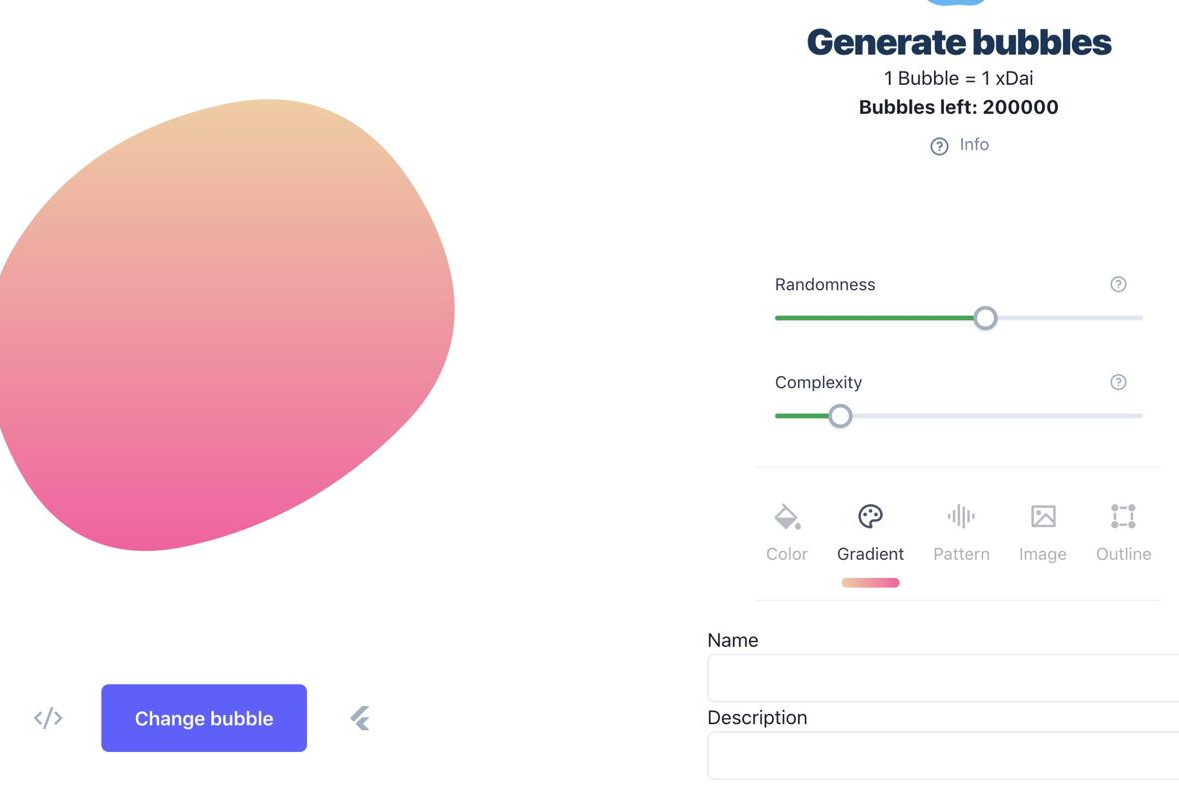 Generate bubbles
1 Bubble = 1 xDai
Bubbles left: 200000
Info
Randomness
Complexity
Color Gradient Pattern Image Outline
Name
Description
Change bubble